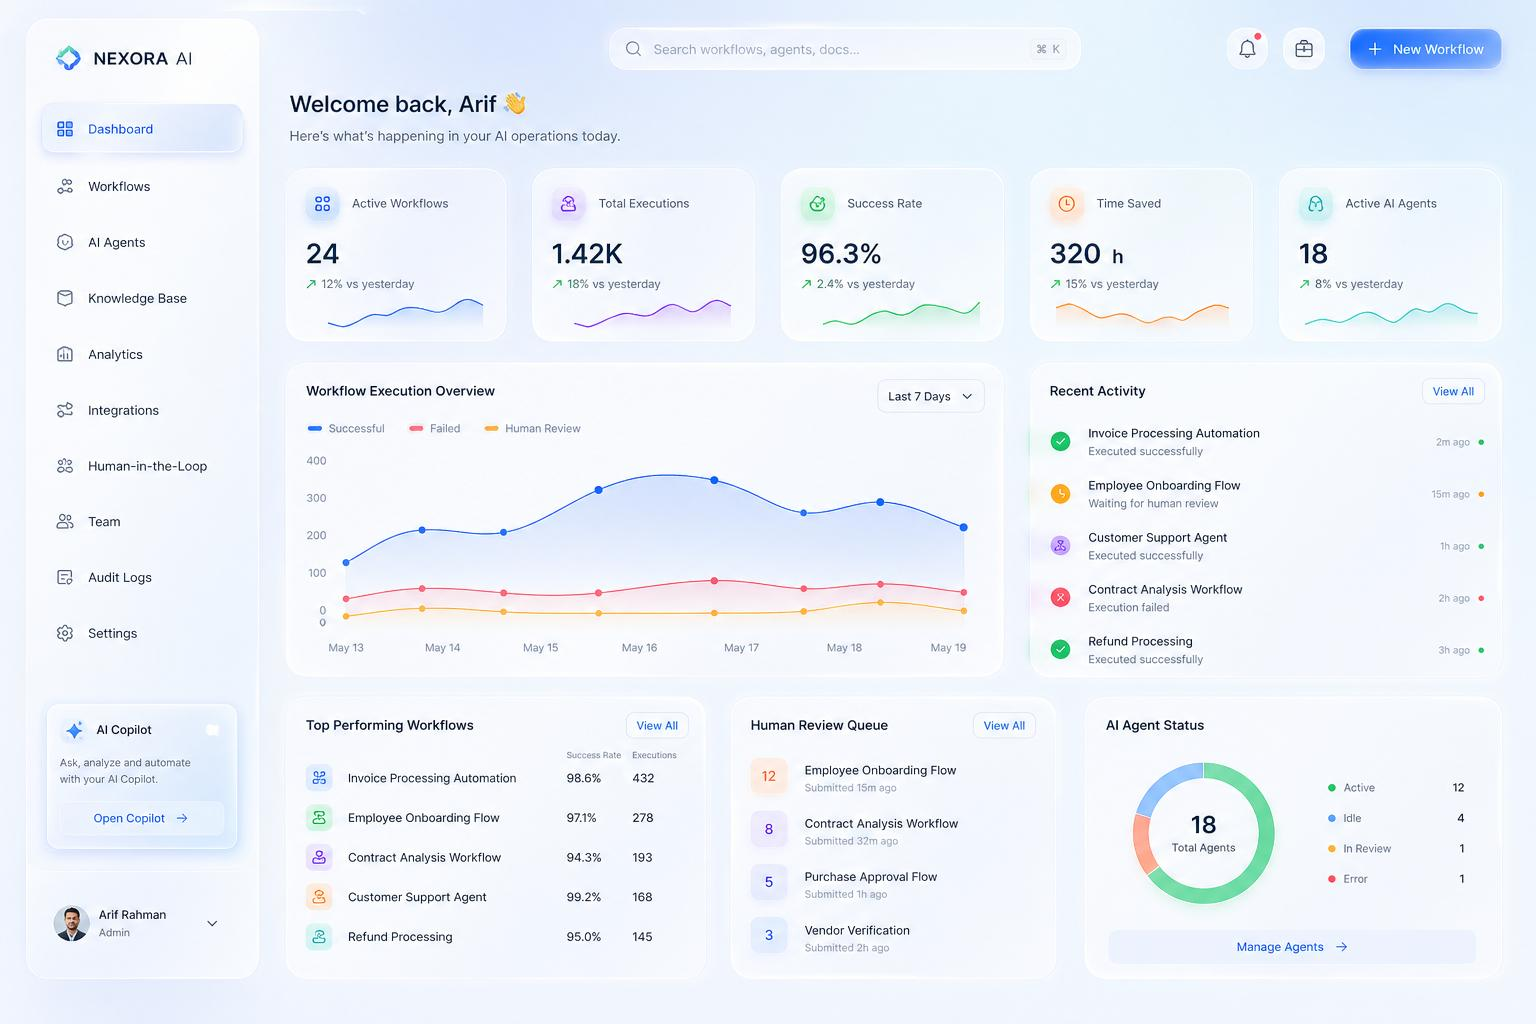 NEXORA AI
Search workflows, agents, docs...
⌘ K
New Workflow
Dashboard
Workflows
AI Agents
Knowledge Base
Analytics
Integrations
Human-in-the-Loop
Team
Audit Logs
Settings
AI Copilot
Ask, analyze and automate
with your AI Copilot.
Open Copilot →
Arif Rahman
Admin
Welcome back, Arif 👋
Here's what's happening in your AI operations today.
Active Workflows
24
↗ 12% vs yesterday
Total Executions
1.42K
↗ 18% vs yesterday
Success Rate
96.3%
↗ 2.4% vs yesterday
Time Saved
320 h
↗ 15% vs yesterday
Active AI Agents
18
↗ 8% vs yesterday
Workflow Execution Overview
Last 7 Days
Successful Failed Human Review
400
300
200
100
0
0
May 13 May 14 May 15 May 16 May 17 May 18 May 19
Recent Activity
View All
Invoice Processing Automation
Executed successfully
2m ago
Employee Onboarding Flow
Waiting for human review
15m ago
Customer Support Agent
Executed successfully
1h ago
Contract Analysis Workflow
Execution failed
2h ago
Refund Processing
Executed successfully
3h ago
Top Performing Workflows
View All
Success Rate Executions
Invoice Processing Automation 98.6% 432
Employee Onboarding Flow 97.1% 278
Contract Analysis Workflow 94.3% 193
Customer Support Agent 99.2% 168
Refund Processing 95.0% 145
Human Review Queue
View All
12
Employee Onboarding Flow
Submitted 15m ago
8
Contract Analysis Workflow
Submitted 32m ago
5
Purchase Approval Flow
Submitted 1h ago
3
Vendor Verification
Submitted 2h ago
AI Agent Status
18
Total Agents
Active 12
Idle 4
In Review 1
Error 1
Manage Agents →